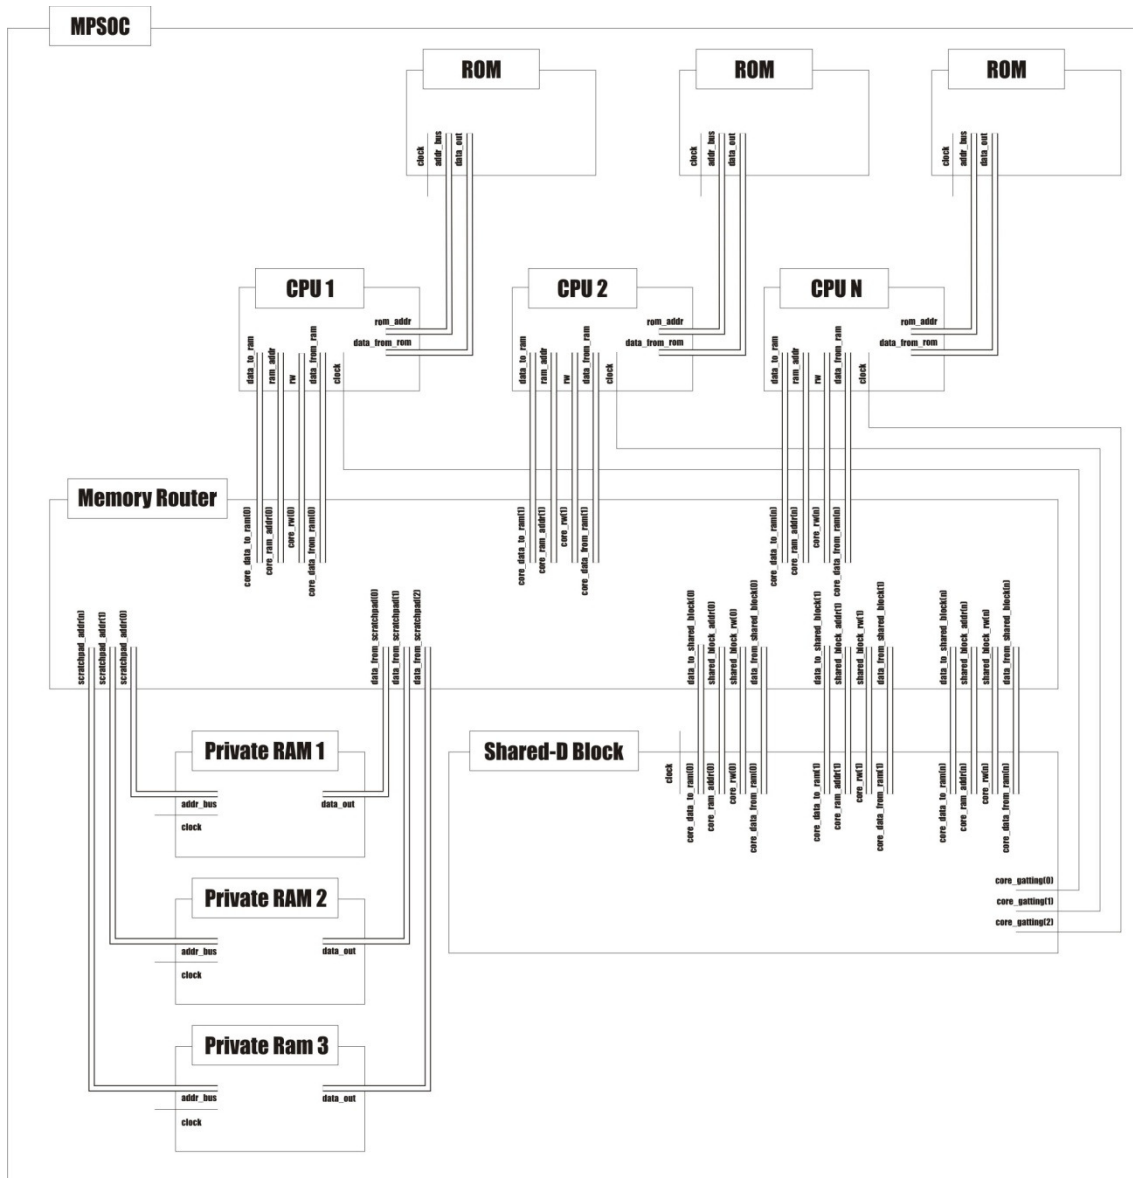 MPSOC
ROM
ROM
ROM
clock
addr_bus
data_out
clock
addr_bus
data_out
clock
addr_bus
data_out
CPU 1
CPU 2
CPU N
rom_addr
data_from_rom
data_to_ram
ram_addr
rw
data_from_ram
clock
rom_addr
data_from_rom
data_to_ram
ram_addr
rw
data_from_ram
clock
rom_addr
data_from_rom
data_to_ram
ram_addr
rw
data_from_ram
clock
Memory Router
core_data_to_ram(0)
core_ram_addr(0)
core_rw(0)
core_data_from_ram(0)
core_data_to_ram(1)
core_ram_addr(1)
core_rw(1)
core_data_from_ram(1)
core_data_to_ram(n)
core_ram_addr(n)
core_rw(n)
core_data_from_ram(n)
scratchpad_addr(n)
scratchpad_addr(1)
scratchpad_addr(0)
data_from_scratchpad(0)
data_from_scratchpad(1)
data_from_scratchpad(2)
data_to_shared_block(0)
shared_block_addr(0)
shared_block_rw(0)
data_from_shared_block(0)
data_to_shared_block(1)
shared_block_addr(1)
shared_block_rw(1)
data_from_shared_block(1)
data_to_shared_block(n)
shared_block_addr(n)
shared_block_rw(n)
data_from_shared_block(n)
Private RAM 1
addr_bus
data_out
clock
Shared-D Block
clock
core_data_to_ram(0)
core_ram_addr(0)
core_rw(0)
core_data_from_ram(0)
core_data_to_ram(1)
core_ram_addr(1)
core_rw(1)
core_data_from_ram(1)
core_data_to_ram(n)
core_ram_addr(n)
core_rw(n)
core_data_from_ram(n)
core_gatting(0)
core_gatting(1)
core_gatting(2)
Private RAM 2
addr_bus
data_out
clock
Private Ram 3
addr_bus
data_out
clock